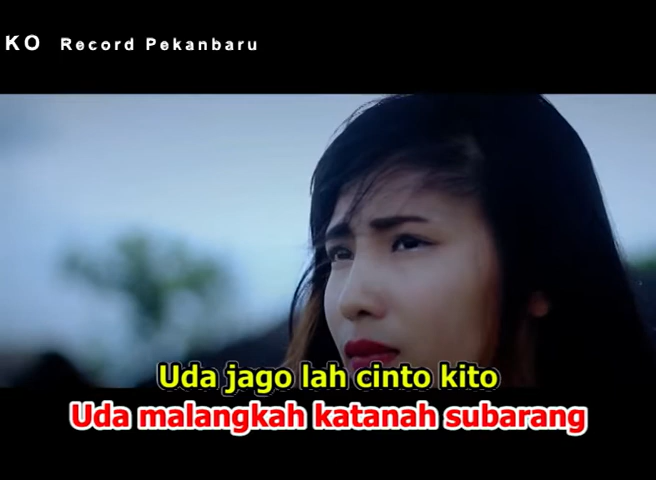 KO Record Pekanbaru
Uda jago lah cinto kito
Uda malangkah katanah subarang